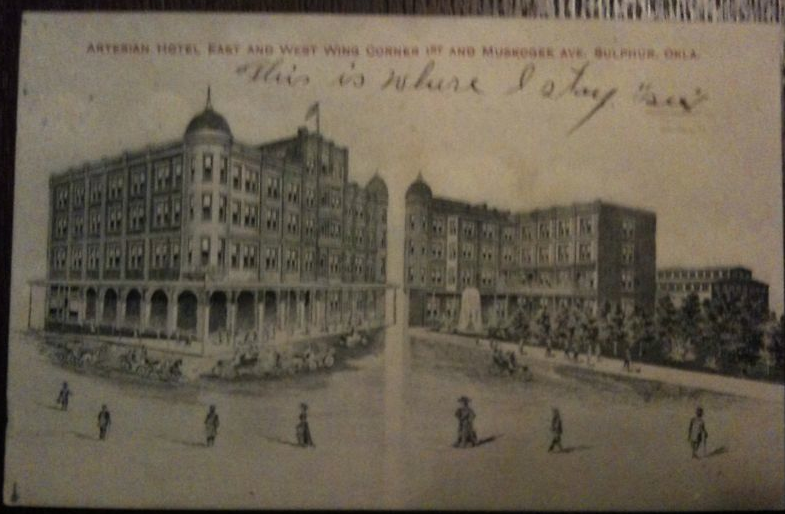 ARTESIAN HOTEL EAST AND WEST WING CORNER 1ST AND MUSKOGEE AVE. SULPHUR, OKLA.
This is where I stay